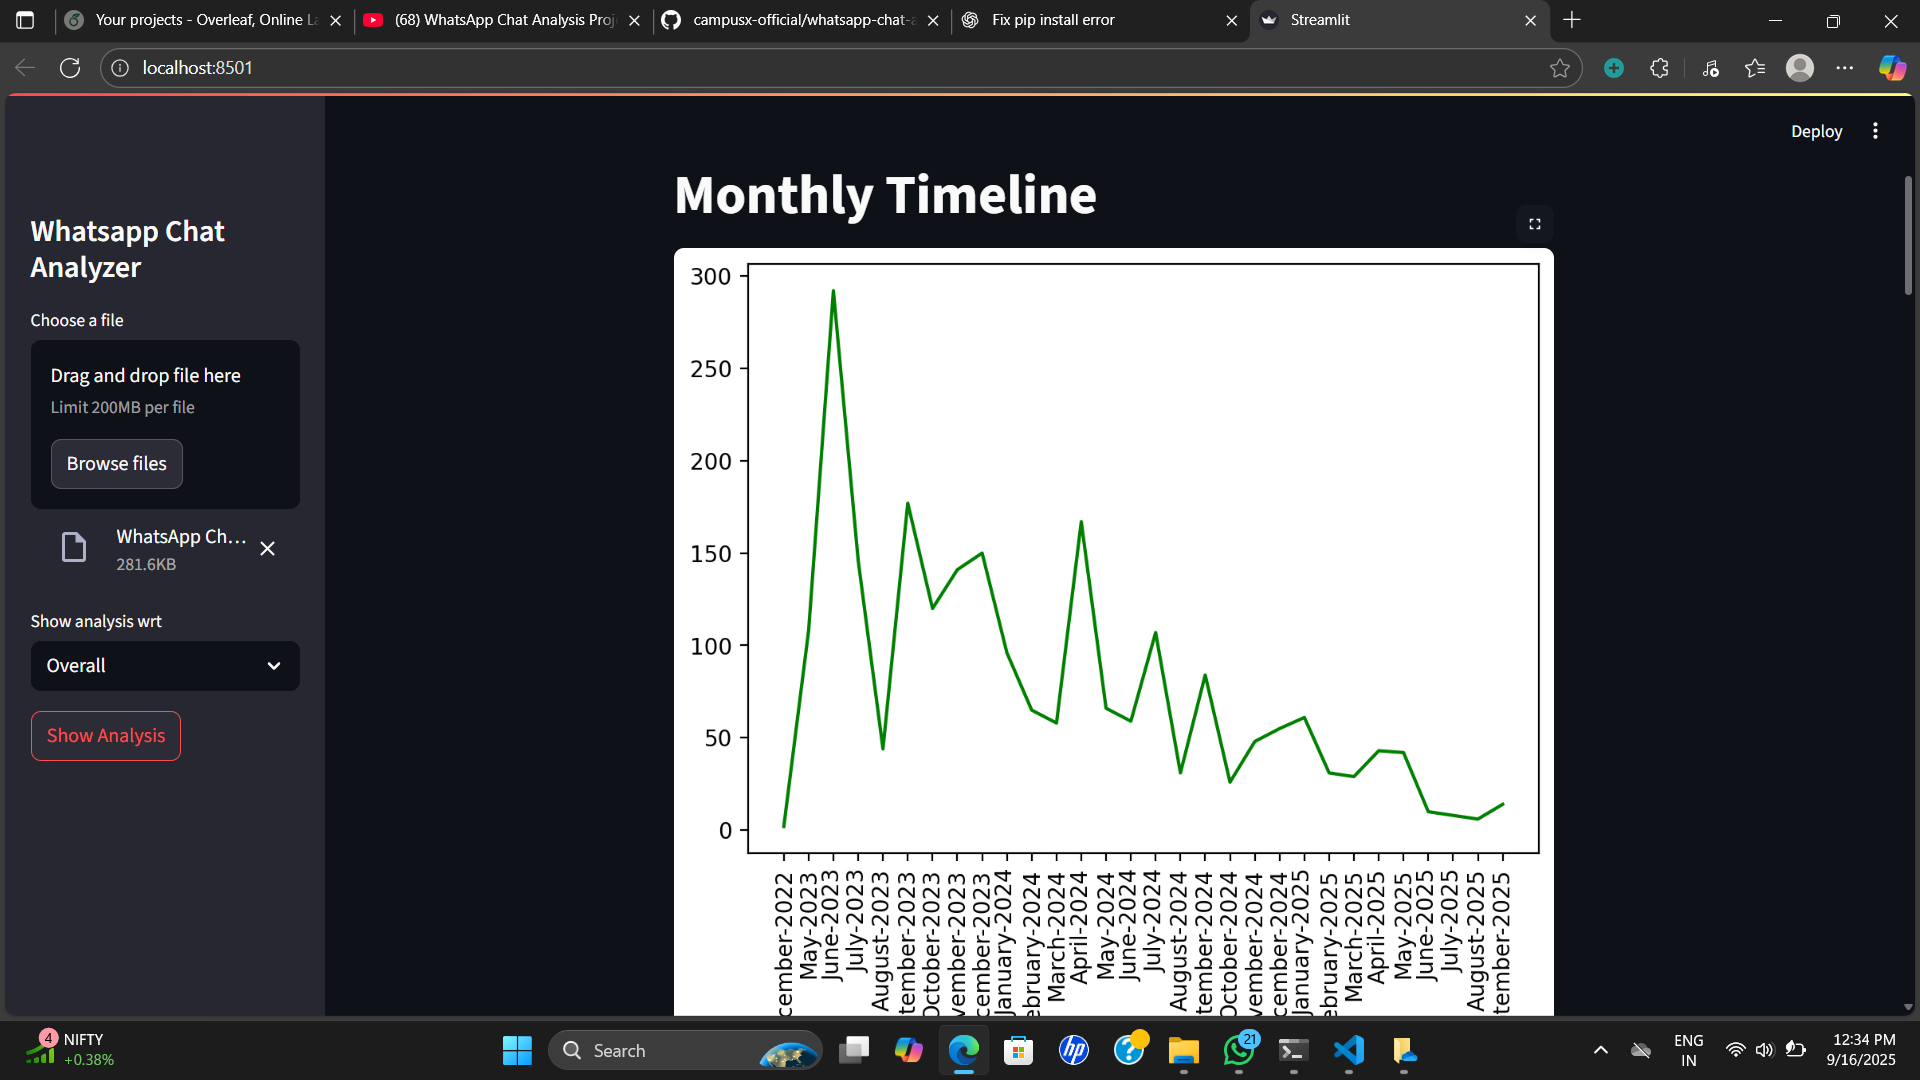 Your projects - Overleaf, Online La
(68) WhatsApp Chat Analysis Proj
campusx-official/whatsapp-chat-a
Fix pip install error
Streamlit
localhost:8501
Deploy
Whatsapp Chat
Analyzer
Choose a file
Drag and drop file here
Limit 200MB per file
Browse files
WhatsApp Ch...
281.6KB
Show analysis wrt
Overall
Show Analysis
Monthly Timeline
300
250
200
150
100
50
0
cember-2022
May-2023
June-2023
July-2023
August-2023
tember-2023
October-2023
vember-2023
cember-2023
January-2024
ebruary-2024
March-2024
April-2024
May-2024
June-2024
July-2024
August-2024
tember-2024
October-2024
vember-2024
cember-2024
January-2025
ebruary-2025
March-2025
April-2025
May-2025
June-2025
July-2025
August-2025
tember-2025
4
NIFTY
+0.38%
Search
hp
21
ENG
IN
12:34 PM
9/16/2025